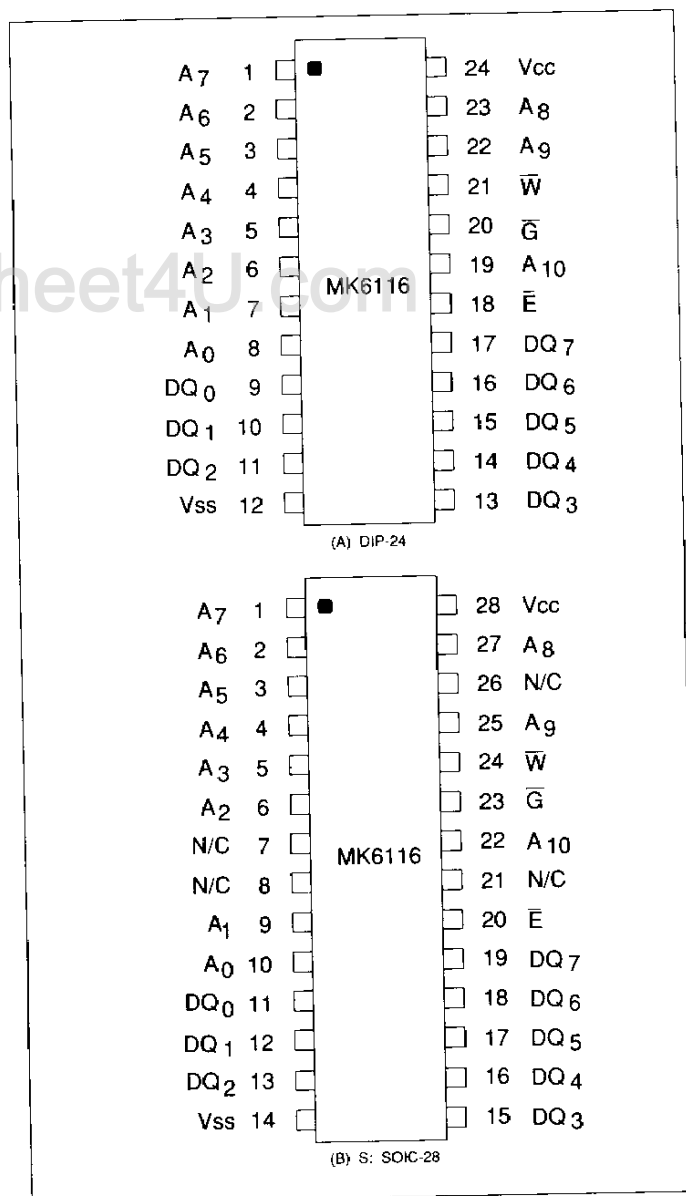 A7 1 24 Vcc
A6 2 23 A8
A5 3 22 A9
A4 4 21 W̅
A3 5 20 G̅
A2 6 19 A10
heet4U.com
MK6116
A1 7 18 E̅
A0 8 17 DQ7
DQ0 9 16 DQ6
DQ1 10 15 DQ5
DQ2 11 14 DQ4
Vss 12 13 DQ3
(A) DIP-24
A7 1 28 Vcc
A6 2 27 A8
A5 3 26 N/C
A4 4 25 A9
A3 5 24 W̅
A2 6 23 G̅
N/C 7 22 A10
MK6116
N/C 8 21 N/C
A1 9 20 E̅
A0 10 19 DQ7
DQ0 11 18 DQ6
DQ1 12 17 DQ5
DQ2 13 16 DQ4
Vss 14 15 DQ3
(B) S: SOIC-28